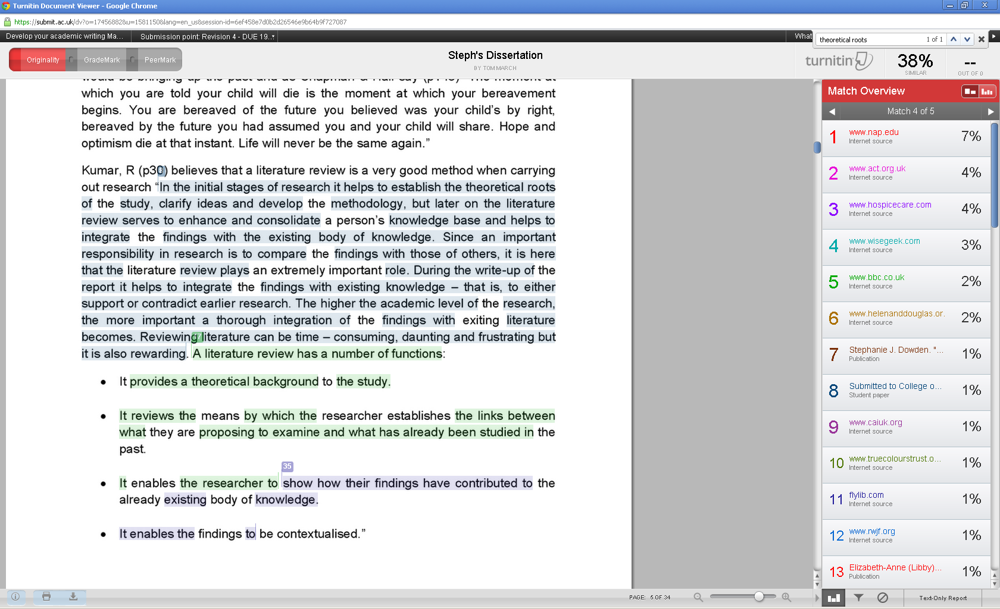 Turnitin Document Viewer - Google Chrome
https://submit.ac.uk/dv?o=17456882&u=1581150&lang=en_us&session-id=6ef458e7d0b2d26546e9b64b9f727087
Develop your academic writing Ma...
Submission point: Revision 4 - DUE 19..
What
theoretical roots
1 of 1
Originality
GradeMark
PeerMark
Steph's Dissertation
BY TOM MARCH
turnitin
38%
SIMILAR
--
OUT OF 0
would be bringing up the past and as Chapman & Hall say (p143) "The moment at
which you are told your child will die is the moment at which your bereavement
begins. You are bereaved of the future you believed was your child's by right,
bereaved by the future you had assumed you and your child will share. Hope and
optimism die at that instant. Life will never be the same again.”
Kumar, R (p30) believes that a literature review is a very good method when carrying
out research “In the initial stages of research it helps to establish the theoretical roots
of the study, clarify ideas and develop the methodology, but later on the literature
review serves to enhance and consolidate a person’s knowledge base and helps to
integrate the findings with the existing body of knowledge. Since an important
responsibility in research is to compare the findings with those of others, it is here
that the literature review plays an extremely important role. During the write-up of the
report it helps to integrate the findings with existing knowledge – that is, to either
support or contradict earlier research. The higher the academic level of the research,
the more important a thorough integration of the findings with exiting literature
becomes. Reviewing literature can be time – consuming, daunting and frustrating but
it is also rewarding. A literature review has a number of functions:
• It provides a theoretical background to the study.
• It reviews the means by which the researcher establishes the links between
what they are proposing to examine and what has already been studied in the
past.
35
• It enables the researcher to show how their findings have contributed to the
already existing body of knowledge.
• It enables the findings to be contextualised.”
Match Overview
Match 4 of 5
1 www.nap.edu 7%
Internet source
2 www.act.org.uk 4%
Internet source
3 www.hospicecare.com 4%
Internet source
4 www.wisegeek.com 3%
Internet source
5 www.bbc.co.uk 2%
Internet source
6 www.helenanddouglas.or. 2%
Internet source
7 Stephanie J. Dowden. "... 1%
Publication
8 Submitted to College o... 1%
Student paper
9 www.caiuk.org 1%
Internet source
10 www.truecolourstrust.o... 1%
Internet source
11 flylib.com 1%
Internet source
12 www.rwjf.org 1%
Internet source
13 Elizabeth-Anne (Libby)... 1%
Publication
PAGE: 5 OF 34
Text-Only Report